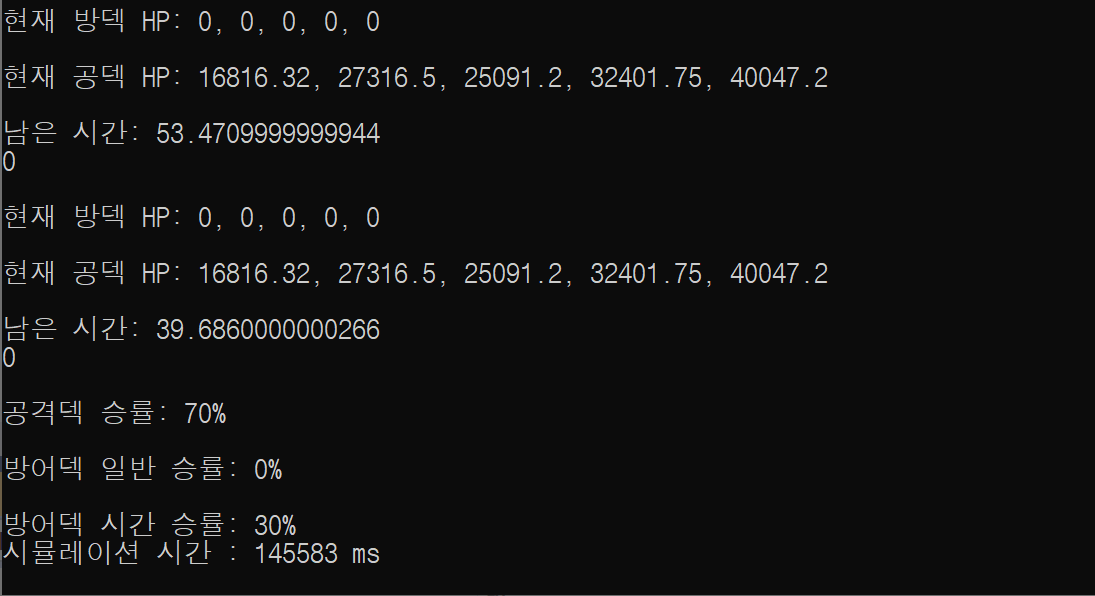 현재 방덱 HP: 0, 0, 0, 0, 0
현재 공덱 HP: 16816.32, 27316.5, 25091.2, 32401.75, 40047.2
남은 시간: 53.4709999999944
0
현재 방덱 HP: 0, 0, 0, 0, 0
현재 공덱 HP: 16816.32, 27316.5, 25091.2, 32401.75, 40047.2
남은 시간: 39.6860000000266
0
공격덱 승률: 70%
방어덱 일반 승률: 0%
방어덱 시간 승률: 30%
시뮬레이션 시간 : 145583 ms